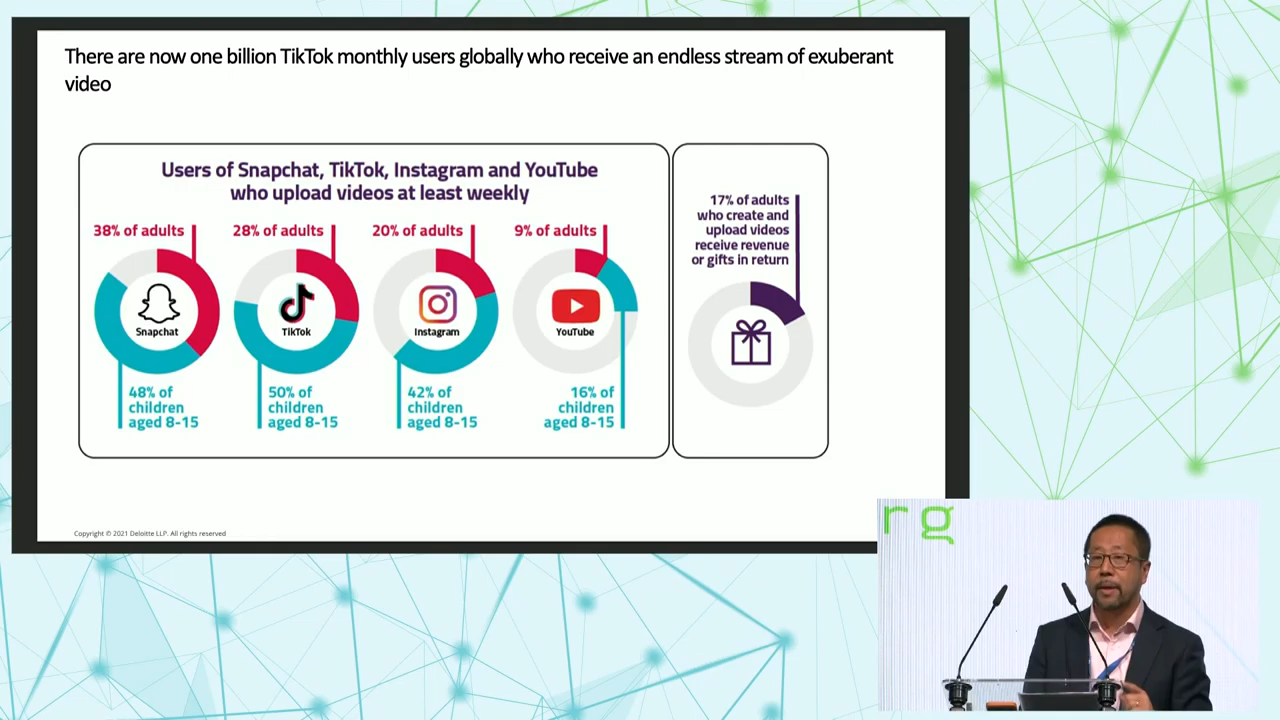 There are now one billion TikTok monthly users globally who receive an endless stream of exuberant
video
Users of Snapchat, TikTok, Instagram and YouTube
who upload videos at least weekly
38% of adults
28% of adults
20% of adults
9% of adults
Snapchat
TikTok
Instagram
YouTube
48% of
children
aged 8-15
50% of
children
aged 8-15
42% of
children
aged 8-15
16% of
children
aged 8-15
17% of adults
who create and
upload videos
receive revenue
or gifts in return
Copyright © 2021 Deloitte LLP. All rights reserved
rg